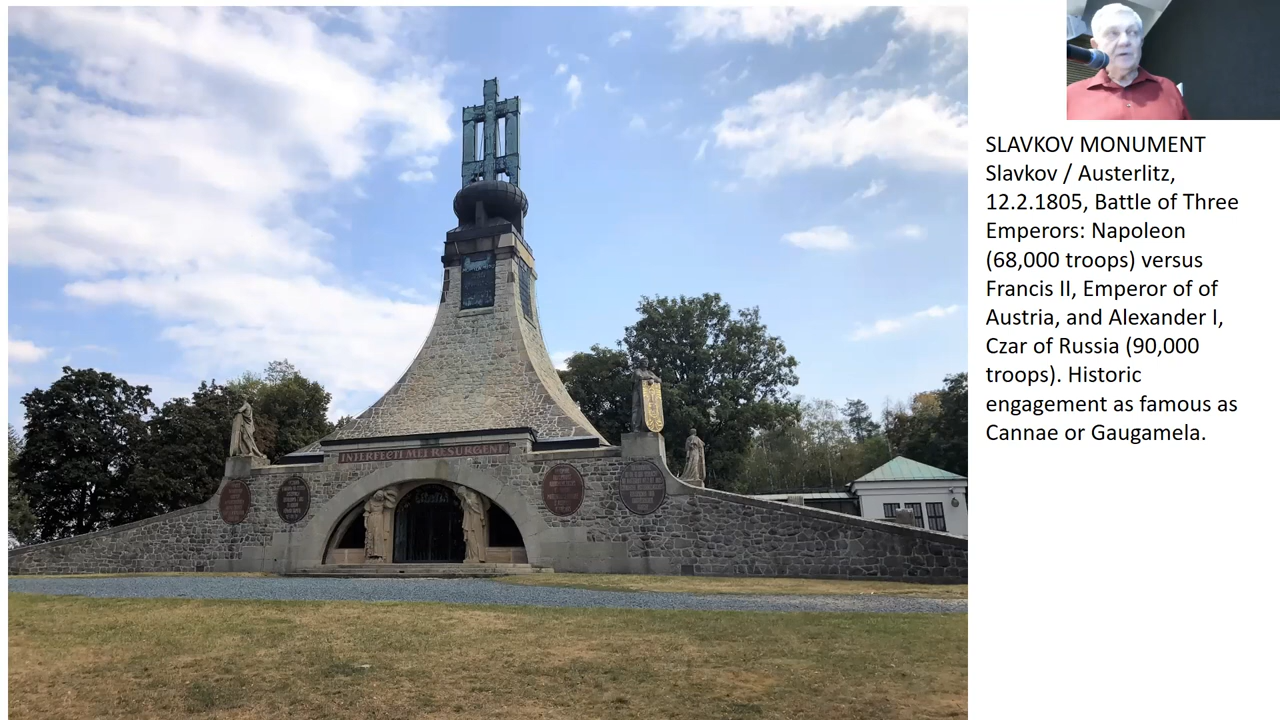 INTERFECTI MEI RESURGENT
SLAVKOV MONUMENT
Slavkov / Austerlitz,
12.2.1805, Battle of Three
Emperors: Napoleon
(68,000 troops) versus
Francis II, Emperor of of
Austria, and Alexander I,
Czar of Russia (90,000
troops). Historic
engagement as famous as
Cannae or Gaugamela.